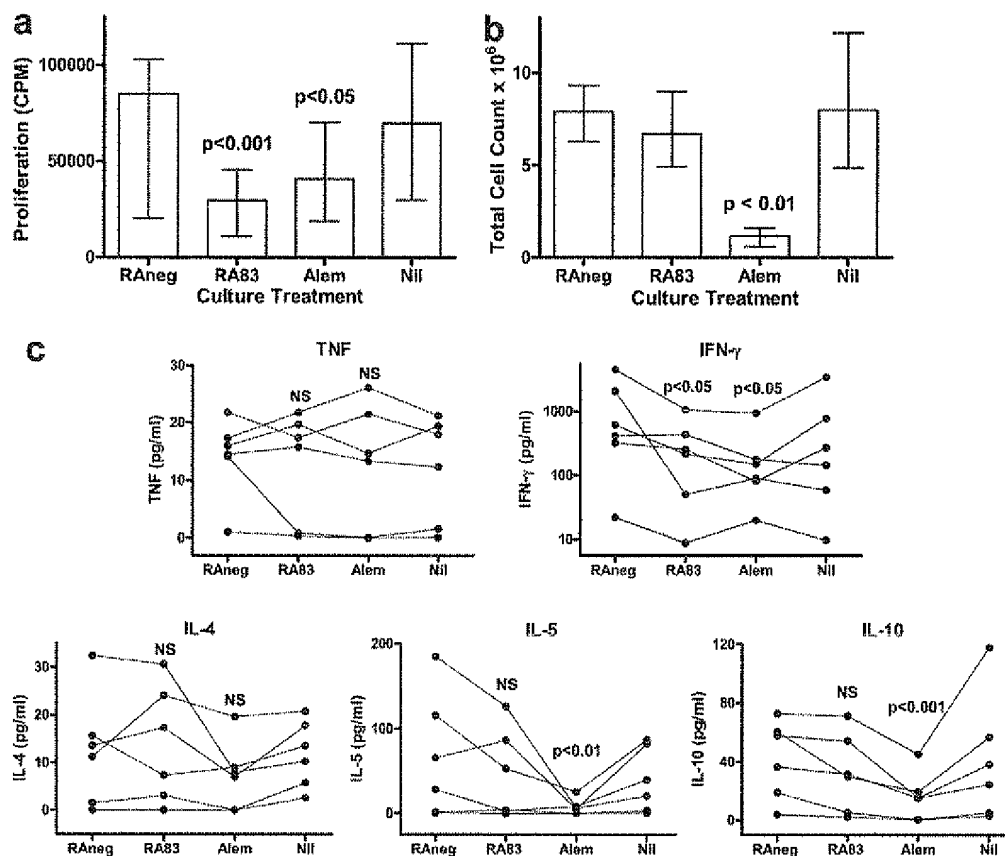 a
Proliferation (CPM)
100000
50000
0
p<0.001
p<0.05
RAneg RA83 Alem Nil
Culture Treatment
b
Total Cell Count x 10⁶
10
5
0
p < 0.01
RAneg RA83 Alem Nil
Culture Treatment
c
TNF
TNF (pg/ml)
30
20
10
0
NS
NS
RAneg RA83 Alem Nil
IFN-γ
IFN-γ (pg/ml)
1000
100
10
p<0.05
p<0.05
RAneg RA83 Alem Nil
IL-4
IL-4 (pg/ml)
30
20
10
0
NS
NS
RAneg RA83 Alem Nil
IL-5
IL-5 (pg/ml)
200
100
0
NS
p<0.01
RAneg RA83 Alem Nil
IL-10
IL-10 (pg/ml)
120
80
40
0
NS
p<0.001
RAneg RA83 Alem Nil